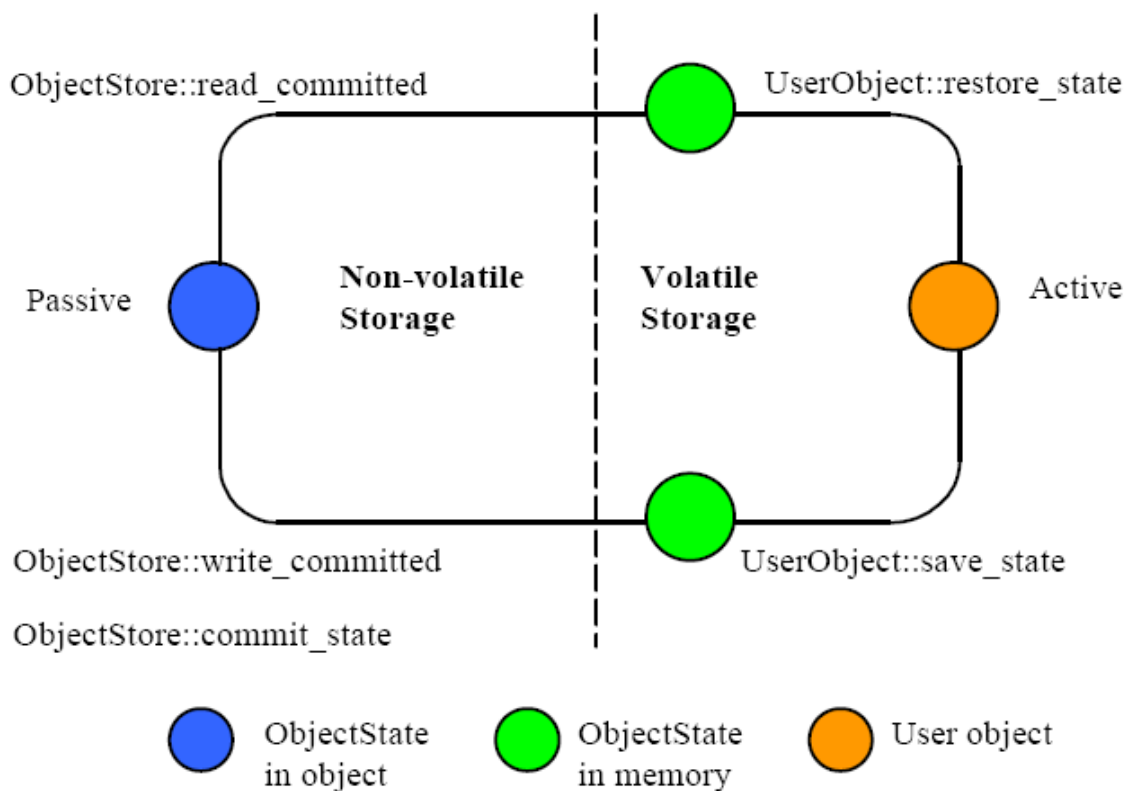 ObjectStore::read_committed
UserObject::restore_state
Non-volatile
Storage
Volatile
Storage
Passive
Active
ObjectStore::write_committed
UserObject::save_state
ObjectStore::commit_state
ObjectState
in object
ObjectState
in memory
User object